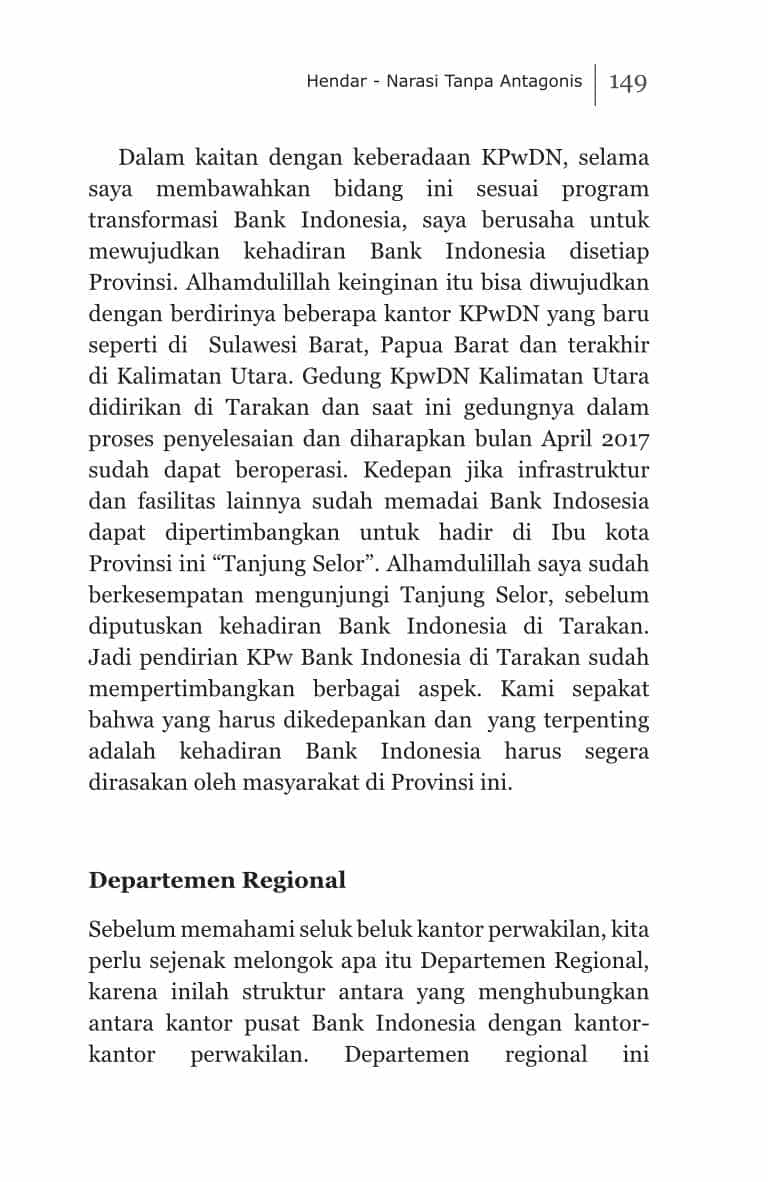 Hendar - Narasi Tanpa Antagonis 149
Dalam kaitan dengan keberadaan KPwDN, selama
saya membawahkan bidang ini sesuai program
transformasi Bank Indonesia, saya berusaha untuk
mewujudkan kehadiran Bank Indonesia disetiap
Provinsi. Alhamdulillah keinginan itu bisa diwujudkan
dengan berdirinya beberapa kantor KPwDN yang baru
seperti di Sulawesi Barat, Papua Barat dan terakhir
di Kalimatan Utara. Gedung KpwDN Kalimatan Utara
didirikan di Tarakan dan saat ini gedungnya dalam
proses penyelesaian dan diharapkan bulan April 2017
sudah dapat beroperasi. Kedepan jika infrastruktur
dan fasilitas lainnya sudah memadai Bank Indosesia
dapat dipertimbangkan untuk hadir di Ibu kota
Provinsi ini “Tanjung Selor”. Alhamdulillah saya sudah
berkesempatan mengunjungi Tanjung Selor, sebelum
diputuskan kehadiran Bank Indonesia di Tarakan.
Jadi pendirian KPw Bank Indonesia di Tarakan sudah
mempertimbangkan berbagai aspek. Kami sepakat
bahwa yang harus dikedepankan dan yang terpenting
adalah kehadiran Bank Indonesia harus segera
dirasakan oleh masyarakat di Provinsi ini.
Departemen Regional
Sebelum memahami seluk beluk kantor perwakilan, kita
perlu sejenak melongok apa itu Departemen Regional,
karena inilah struktur antara yang menghubungkan
antara kantor pusat Bank Indonesia dengan kantor-
kantor perwakilan. Departemen regional ini